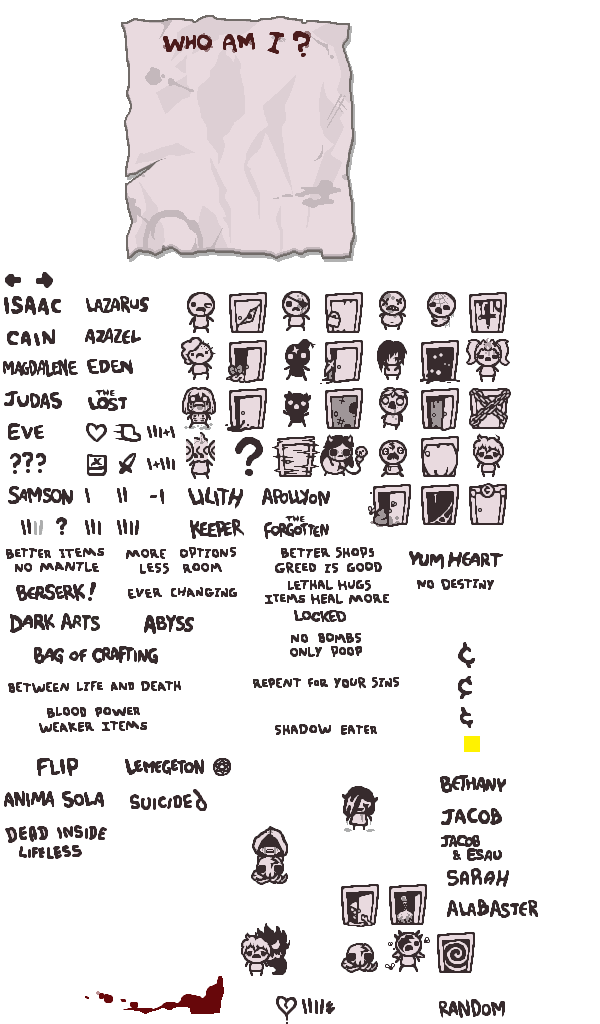 WHO AM I ?
ISAAC LAZARUS
CAIN AZAZEL
MAGDALENE EDEN
JUDAS THE LOST
EVE |||+|
??? |+||| ?
SAMSON | || -| LILITH APOLLYON
|||| ? ||| |||| KEEPER THE FORGOTTEN
BETTER ITEMS
NO MANTLE
MORE OPTIONS
LESS ROOM
BETTER SHOPS
GREED IS GOOD
YUM HEART
BERSERK!
EVER CHANGING
LETHAL HUGS
ITEMS HEAL MORE
NO DESTINY
DARK ARTS
ABYSS
LOCKED
BAG OF CRAFTING
NO BOMBS
ONLY POOP
¢
BETWEEN LIFE AND DEATH
REPENT FOR YOUR SINS
¢
BLOOD POWER
WEAKER ITEMS
SHADOW EATER
¢
FLIP
LEMEGETON
ANIMA SOLA
SUICIDE
DEAD INSIDE
LIFELESS
BETHANY
JACOB
JACOB
& ESAU
SARAH
ALABASTER
RANDOM